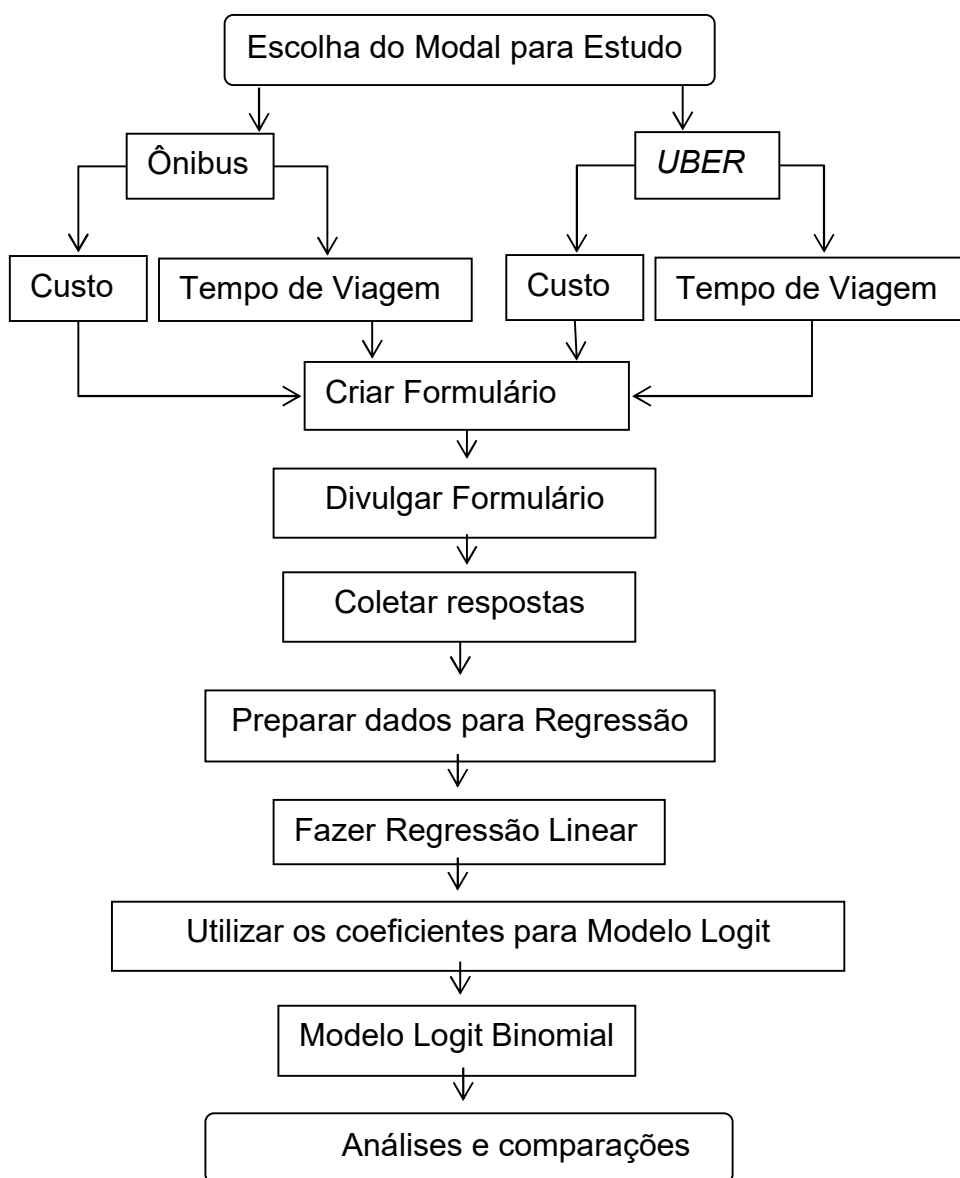 Escolha do Modal para Estudo
Ônibus
UBER
Custo
Tempo de Viagem
Custo
Tempo de Viagem
Criar Formulário
Divulgar Formulário
Coletar respostas
Preparar dados para Regressão
Fazer Regressão Linear
Utilizar os coeficientes para Modelo Logit
Modelo Logit Binomial
Análises e comparações